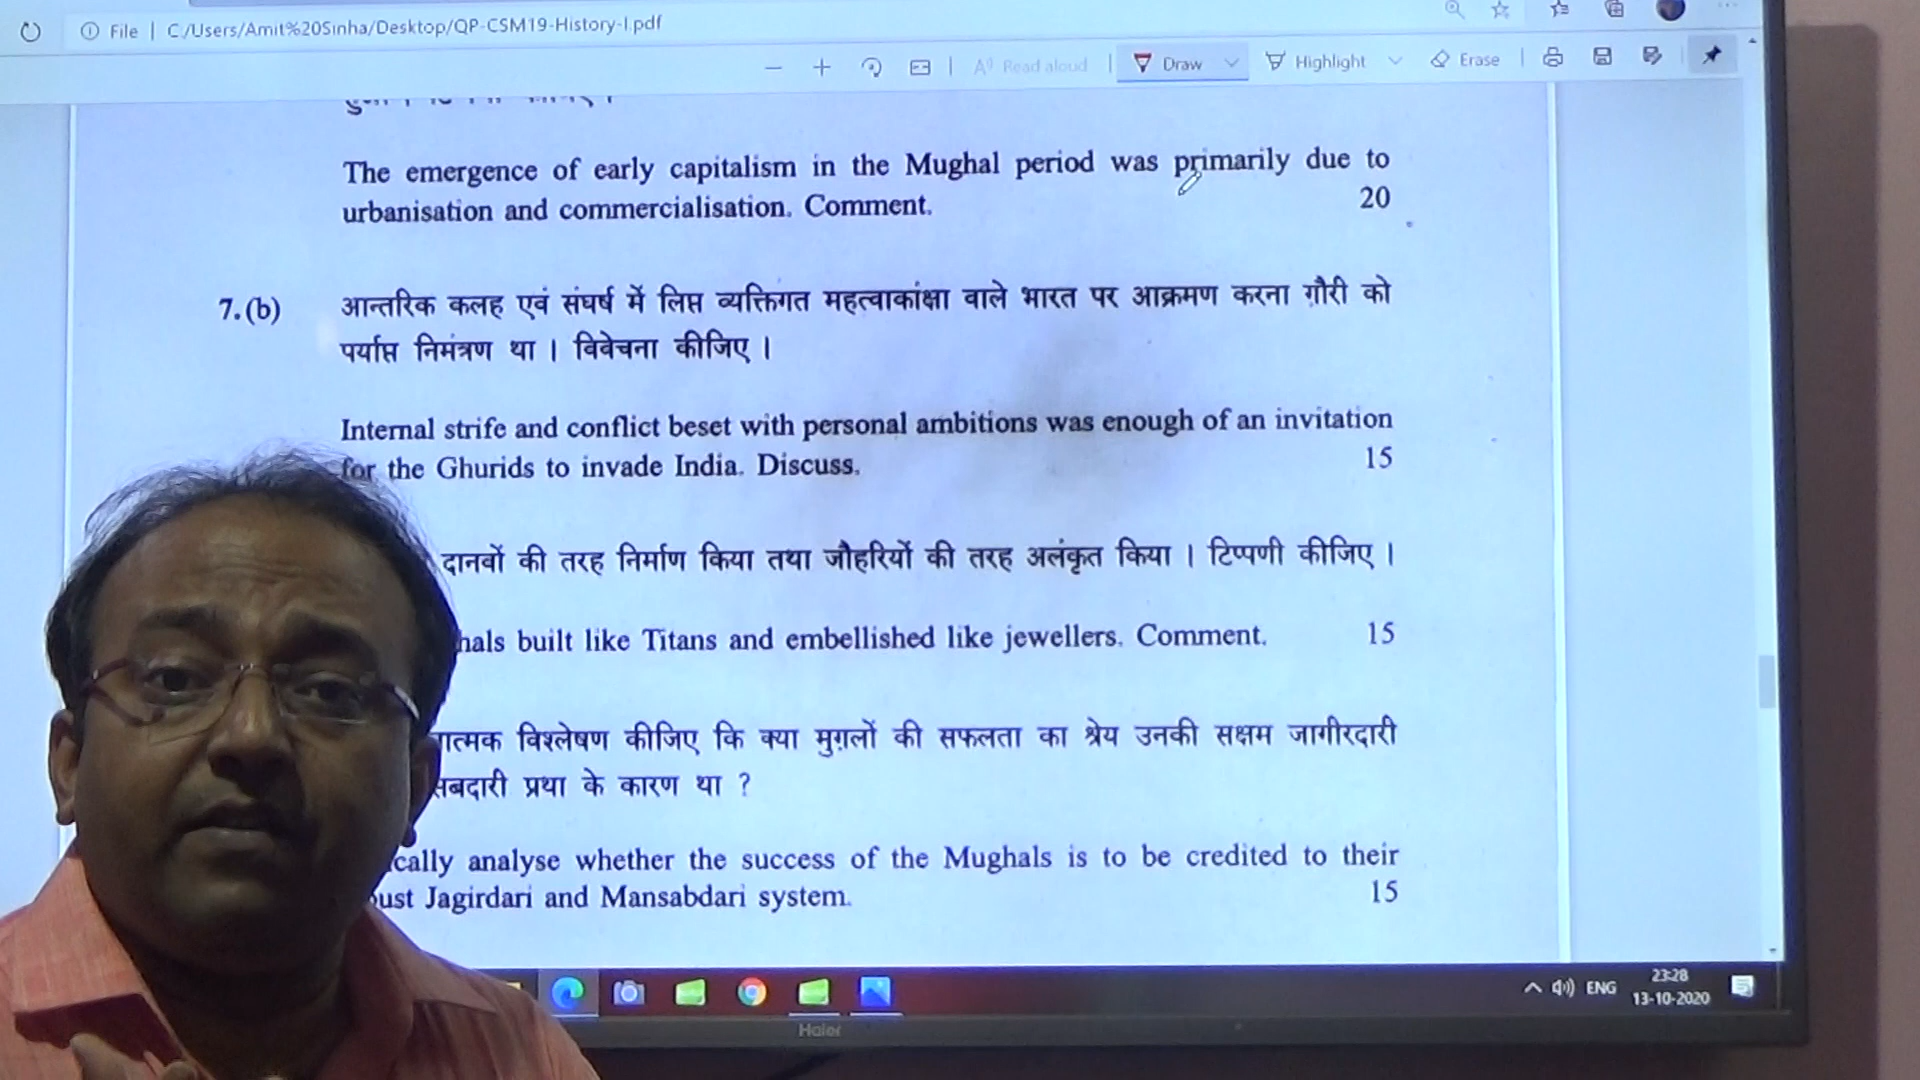 File | C:/Users/Amit%20Sinha/Desktop/QP-CSM19-History-I.pdf
Read aloud Draw Highlight Erase
The emergence of early capitalism in the Mughal period was primarily due to
urbanisation and commercialisation. Comment. 20
7.(b) आन्तरिक कलह एवं संघर्ष में लिप्त व्यक्तिगत महत्वाकांक्षा वाले भारत पर आक्रमण करना ग़ौरी को
पर्याप्त निमंत्रण था । विवेचना कीजिए ।
Internal strife and conflict beset with personal ambitions was enough of an invitation
for the Ghurids to invade India. Discuss. 15
दानवों की तरह निर्माण किया तथा जौहरियों की तरह अलंकृत किया । टिप्पणी कीजिए ।
hals built like Titans and embellished like jewellers. Comment. 15
त्मक विश्लेषण कीजिए कि क्या मुग़लों की सफलता का श्रेय उनकी सक्षम जागीरदारी
सबदारी प्रथा के कारण था ?
cally analyse whether the success of the Mughals is to be credited to their
ust Jagirdari and Mansabdari system. 15
ENG 23:28
13-10-2020
Haier